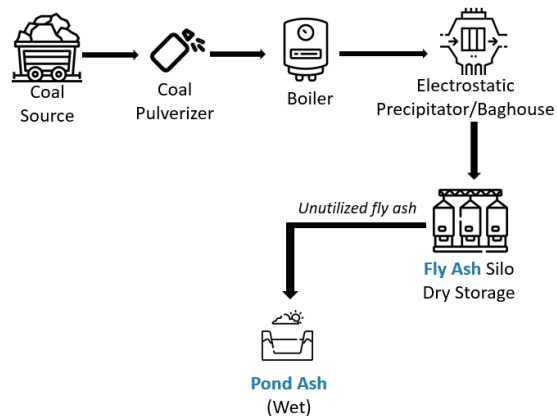 Coal
Source
Coal
Pulverizer
Boiler
Electrostatic
Precipitator/Baghouse
Unutilized fly ash
Fly Ash Silo
Dry Storage
Pond Ash
(Wet)